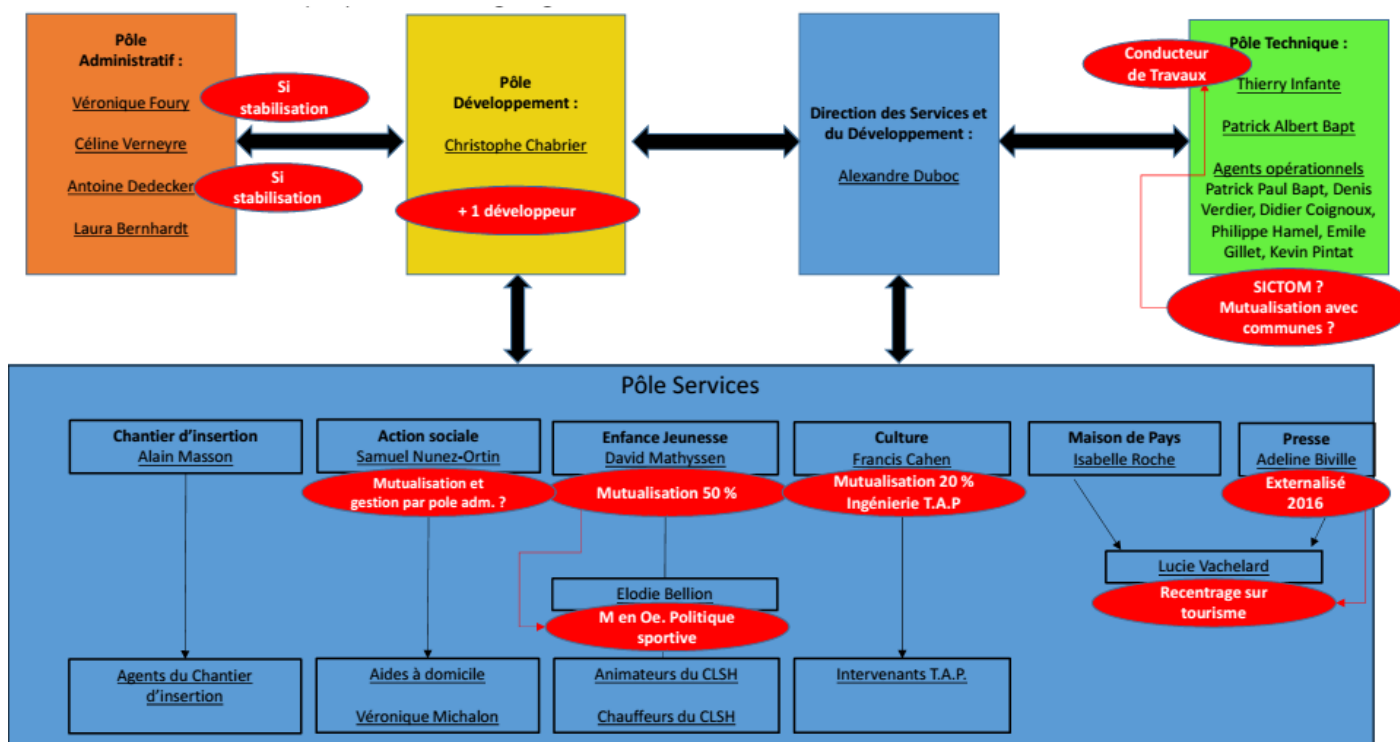 Pôle
Administratif :
Véronique Foury
Céline Verneyre
Antoine Dedecker
Laura Bernhardt
Si
stabilisation
Si
stabilisation
Pôle
Développement :
Christophe Chabrier
+ 1 développeur
Direction des Services et
du Développement :
Alexandre Duboc
Conducteur
de Travaux
Pôle Technique :
Thierry Infante
Patrick Albert Bapt
Agents opérationnels
Patrick Paul Bapt, Denis
Verdier, Didier Coignoux,
Philippe Hamel, Emile
Gillet, Kevin Pintat
SICTOM ?
Mutualisation avec
communes ?
Pôle Services
Chantier d’insertion
Alain Masson
Agents du Chantier
d’insertion
Action sociale
Samuel Nunez-Ortin
Mutualisation et
gestion par pole adm. ?
Aides à domicile
Véronique Michalon
Enfance Jeunesse
David Mathyssen
Mutualisation 50 %
Elodie Bellion
M en Oe. Politique
sportive
Animateurs du CLSH
Chauffeurs du CLSH
Culture
Francis Cahen
Mutualisation 20 %
Ingénierie T.A.P
Intervenants T.A.P.
Maison de Pays
Isabelle Roche
Presse
Adeline Biville
Externalisé
2016
Lucie Vachelard
Recentrage sur
tourisme